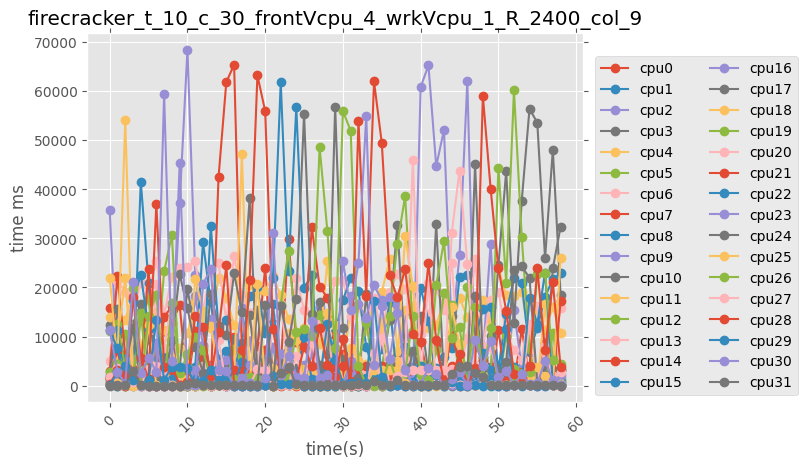 firecracker_t_10_c_30_frontVcpu_4_wrkVcpu_1_R_2400_col_9
70000
60000
50000
40000
30000
20000
10000
0
time ms
0 10 20 30 40 50 60
time(s)
cpu0 cpu16
cpu1 cpu17
cpu2 cpu18
cpu3 cpu19
cpu4 cpu20
cpu5 cpu21
cpu6 cpu22
cpu7 cpu23
cpu8 cpu24
cpu9 cpu25
cpu10 cpu26
cpu11 cpu27
cpu12 cpu28
cpu13 cpu29
cpu14 cpu30
cpu15 cpu31